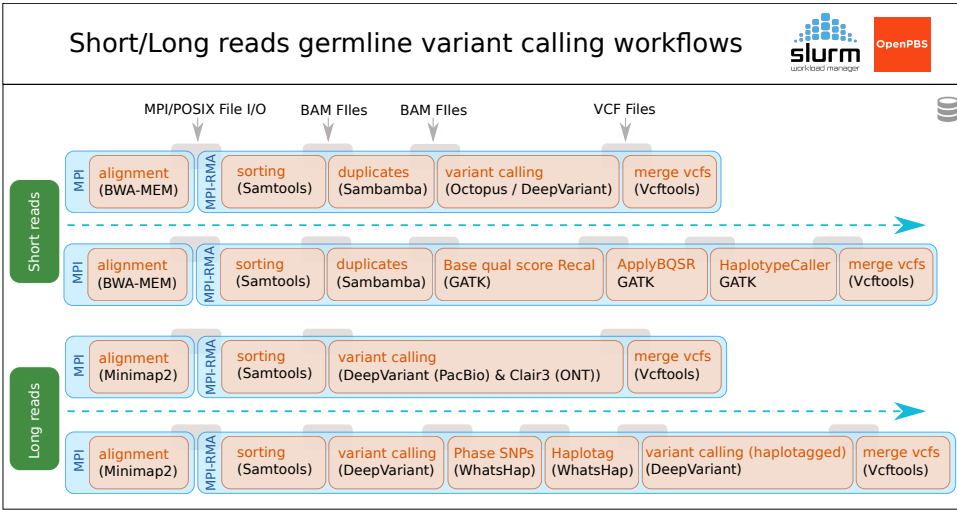 Short/Long reads germline variant calling workflows
slurm
workload manager
OpenPBS
MPI/POSIX File I/O
BAM FIles
BAM FIles
VCF Files
Short reads
MPI
alignment
(BWA-MEM)
MPI-RMA
sorting
(Samtools)
duplicates
(Sambamba)
variant calling
(Octopus / DeepVariant)
merge vcfs
(Vcftools)
MPI
alignment
(BWA-MEM)
MPI-RMA
sorting
(Samtools)
duplicates
(Sambamba)
Base qual score Recal
(GATK)
ApplyBQSR
GATK
HaplotypeCaller
GATK
merge vcfs
(Vcftools)
Long reads
MPI
alignment
(Minimap2)
MPI-RMA
sorting
(Samtools)
variant calling
(DeepVariant (PacBio) & Clair3 (ONT))
merge vcfs
(Vcftools)
MPI
alignment
(Minimap2)
MPI-RMA
sorting
(Samtools)
variant calling
(DeepVariant)
Phase SNPs
(WhatsHap)
Haplotag
(WhatsHap)
variant calling (haplotagged)
(DeepVariant)
merge vcfs
(Vcftools)